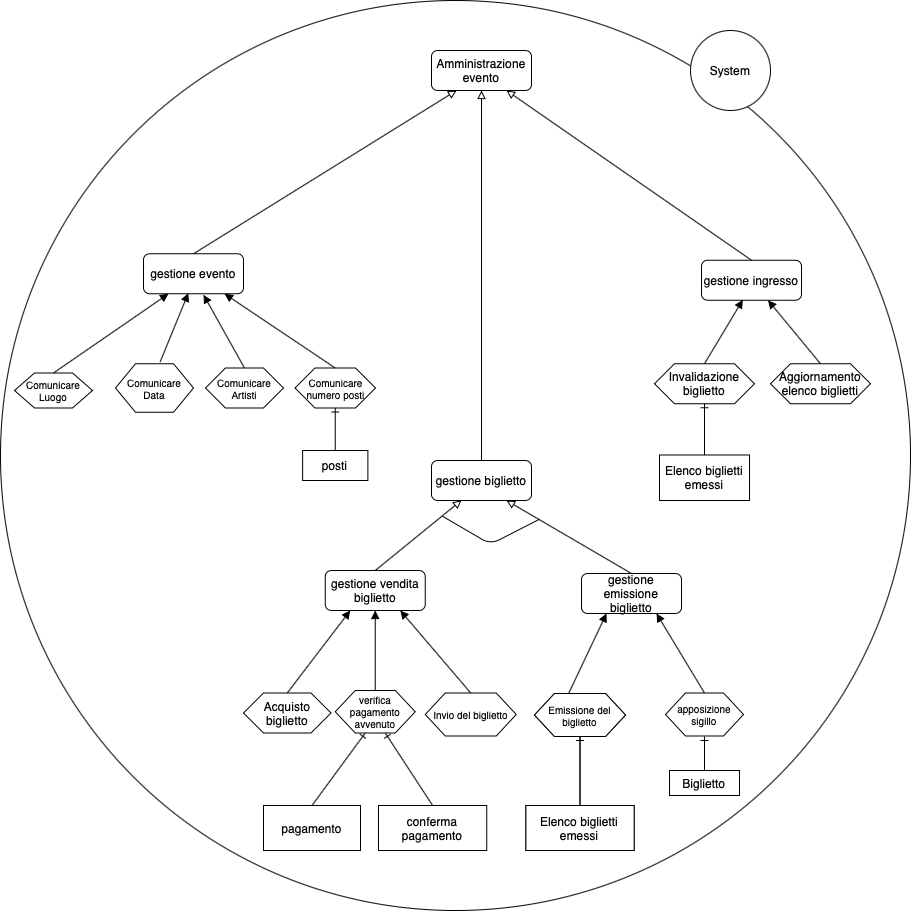 Amministrazione
evento
System
gestione evento
gestione ingresso
Comunicare
Luogo
Comunicare
Data
Comunicare
Artisti
Comunicare
numero posti
Invalidazione
biglietto
Aggiornamento
elenco biglietti
posti
Elenco biglietti
emessi
gestione biglietto
gestione vendita
biglietto
gestione
emissione
biglietto
Acquisto
biglietto
verifica
pagamento
avvenuto
Invio del biglietto
Emissione del
biglietto
apposizione
sigillo
pagamento
conferma
pagamento
Elenco biglietti
emessi
Biglietto